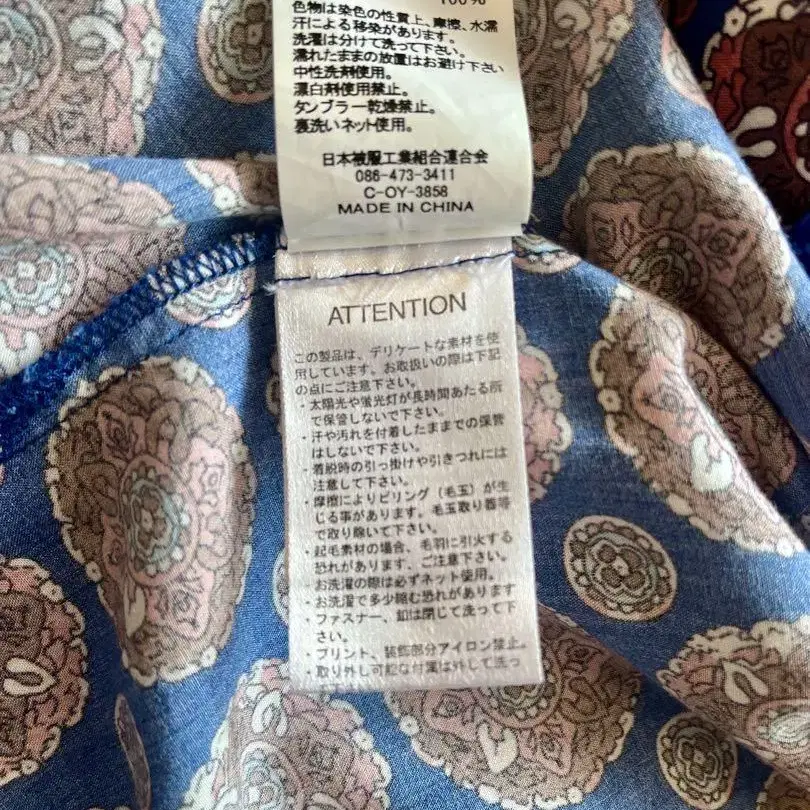 100%
色物は染色の性質上、摩擦、水濡
汗による移染があります。
洗濯は分けて洗って下さい。
濡れたままの放置はお避け下さい
中性洗剤使用。
漂白剤使用禁止。
タンブラー乾燥禁止。
裏洗いネット使用。
日本被服工業組合連合会
086-473-3411
C-OY-3858
MADE IN CHINA
ATTENTION
この製品は、デリケートな素材を使
用しています。お取扱いの際は下記
の点にご注意下さい。
・太陽光や蛍光灯が長時間あたる所
で保管しないで下さい。
・汗や汚れを付着したままでの保管
はしないで下さい。
・着脱時の引っ掛けや引きつれには
注意して下さい。
・摩擦によりピリング（毛玉）が生
じる事があります。毛玉取り器等
で取り除いて下さい。
・起毛素材の場合、毛羽に引火する
恐れがあります、ご注意下さい。
お洗濯の際は必ずネット使用。
・お洗濯で多少縮む恐れがあります
・ファスナー、釦は閉じて洗って下
さい。
・プリント、装飾部分アイロン禁止。
・取り外し可能な付属は外して洗っ